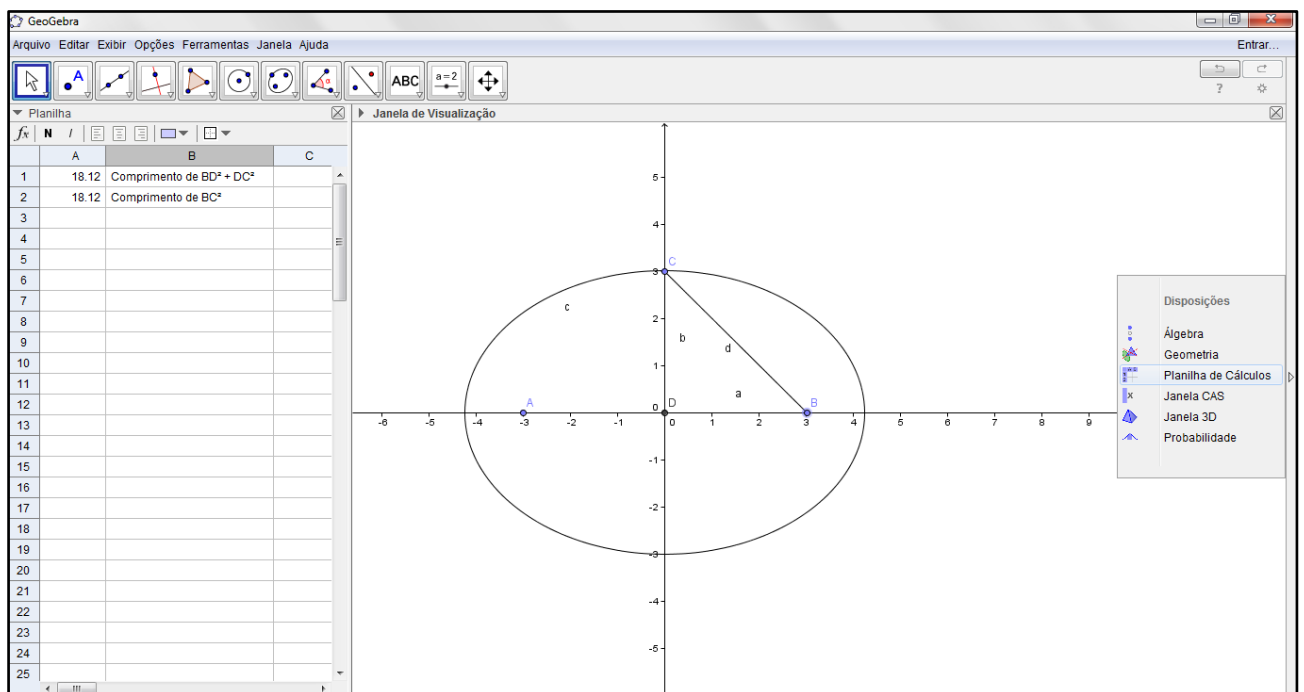 GeoGebra
Arquivo Editar Exibir Opções Ferramentas Janela Ajuda
Entrar...
A
α
ABC
a=2
?
Planilha
Janela de Visualização
fx N I
A B C
1 18.12 Comprimento de BD² + DC²
2 18.12 Comprimento de BC²
3
4
5
6
7
8
9
10
11
12
13
14
15
16
17
18
19
20
21
22
23
24
25
5
4
C
3
c
2
b
d
1
a
0
A
D
B
-6 -5 -4 -3 -2 -1 0 1 2 3 4 5 6 7 8 9
-1
-2
-3
-4
-5
Disposições
Álgebra
Geometria
Planilha de Cálculos
x Janela CAS
Janela 3D
Probabilidade